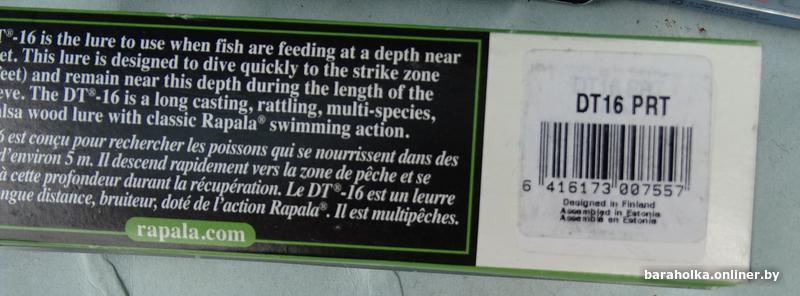 T®-16 is the lure to use when fish are feeding at a depth near
et. This lure is designed to dive quickly to the strike zone
feet) and remain near this depth during the length of the
eve. The DT®-16 is a long casting, rattling, multi-species,
alsa wood lure with classic Rapala® swimming action.
6 est conçu pour rechercher les poissons qui se nourrissent dans des
d'environ 5 m. Il descend rapidement vers la zone de pêche et se
à cette profondeur durant la récupération. Le DT®-16 est un leurre
ngue distance, bruiteur, doté de l'action Rapala®. Il est multipêches.
rapala.com
DT16 PRT
6 416173 007557
Designed in Finland
Assembled in Estonia
Assemble en Estonie
baraholka.onliner.by